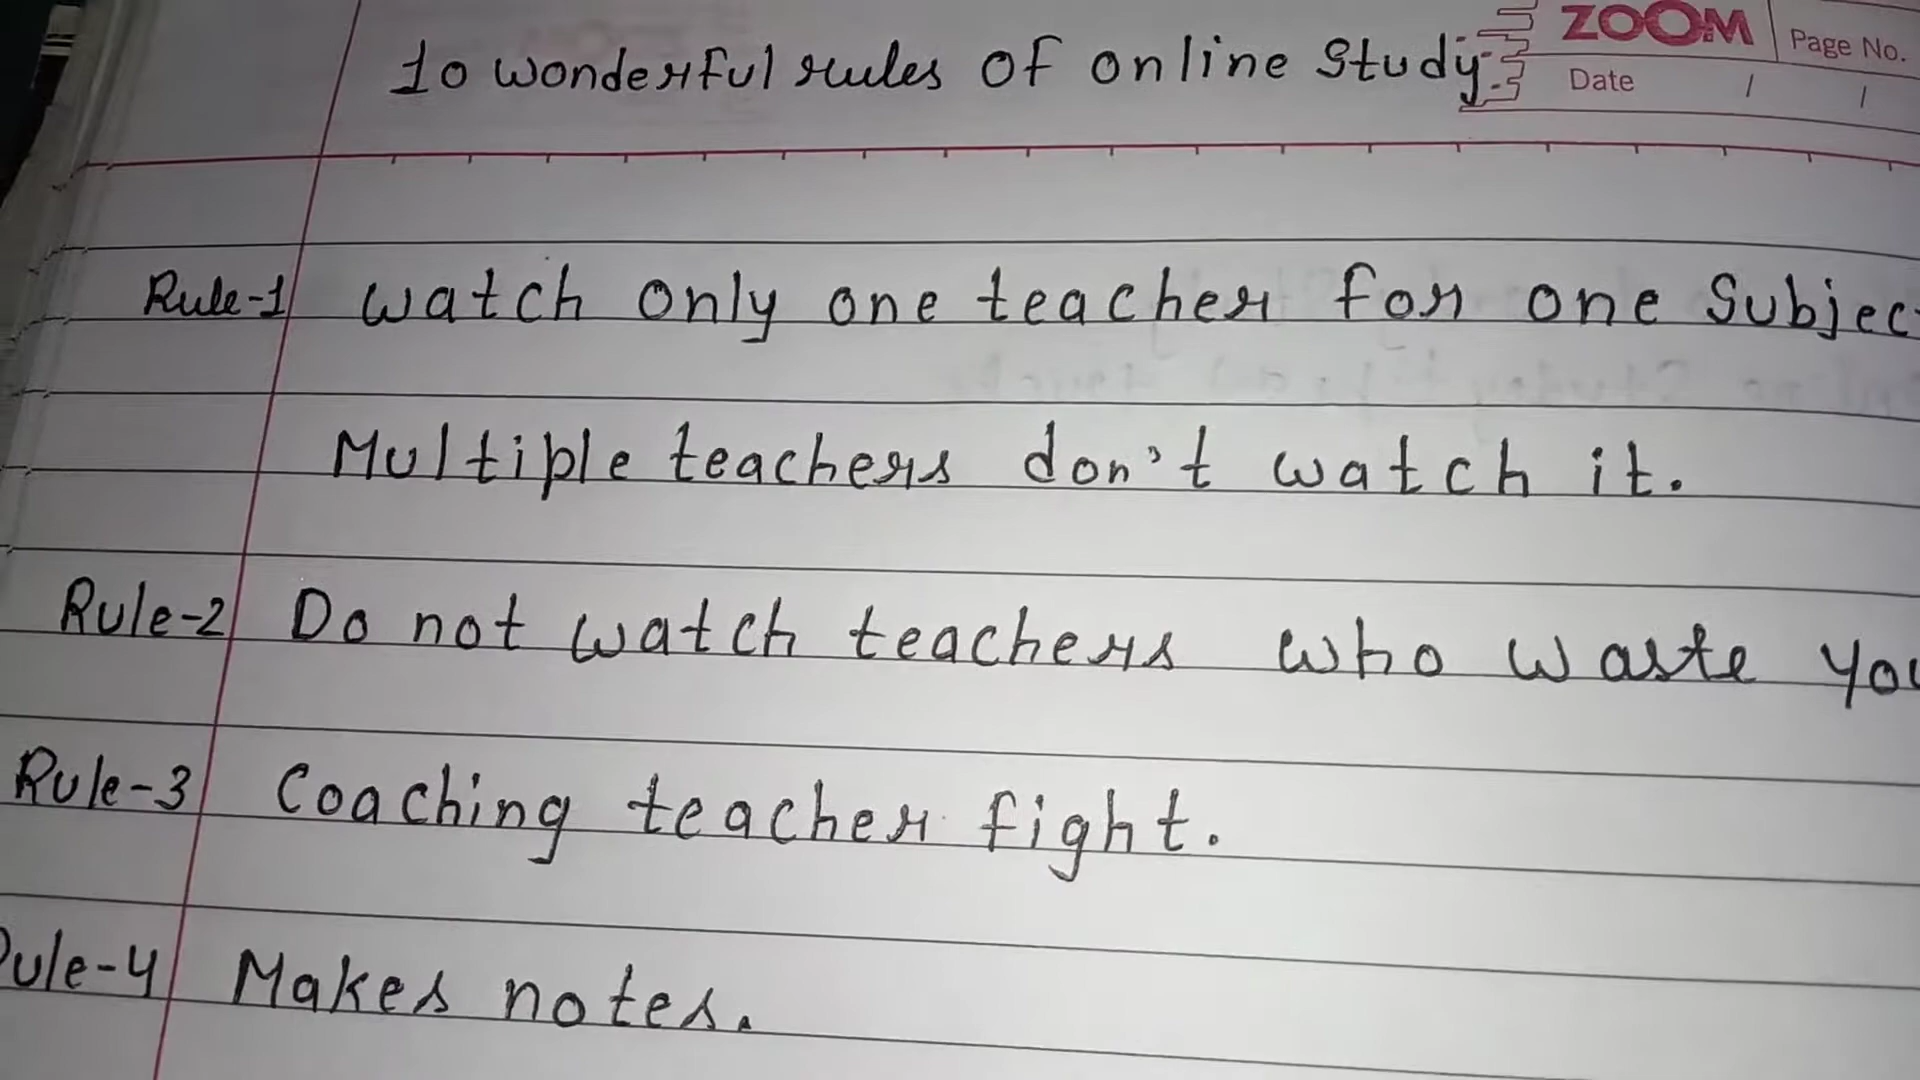 ZOOM
Page No.
Date / /
10 wonderful rules of online Study
Rule-1 watch only one teacher for one Subjec
Multiple teachers don't watch it.
Rule-2 Do not watch teachers who waste you
Rule-3 Coaching teacher fight.
Rule-4 Makes notes.